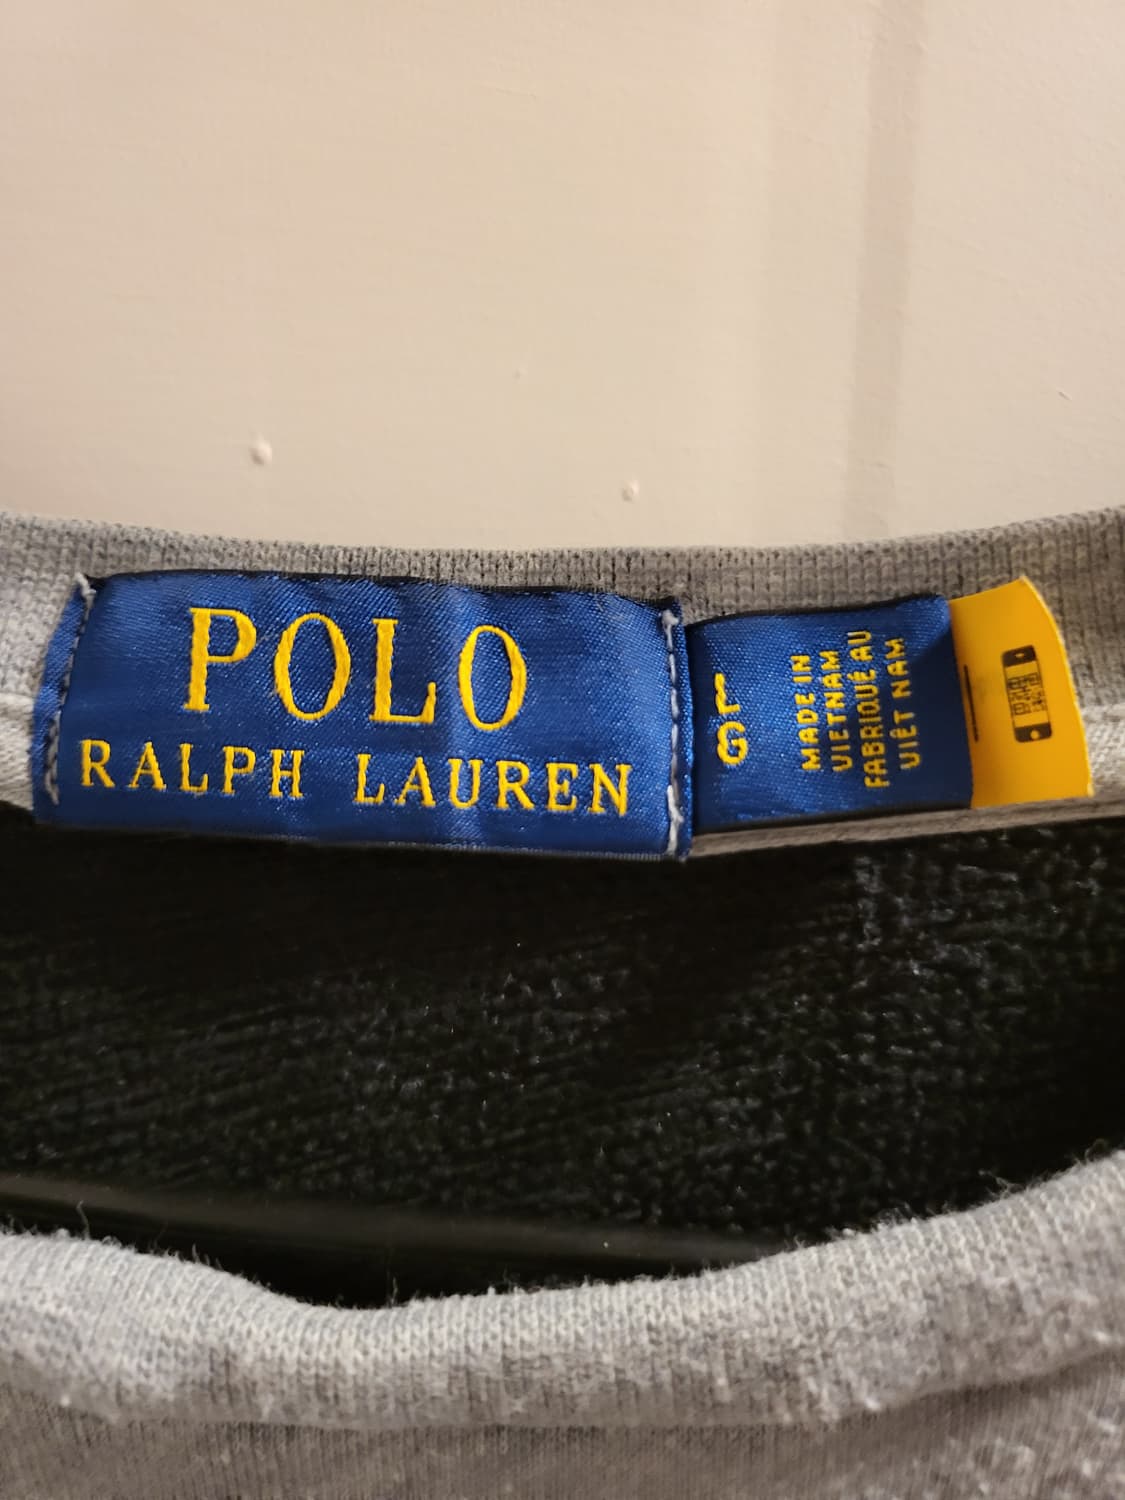 POLO
RALPH LAUREN
L
G
MADE IN
VIETNAM
FABRIQUÉ AU
VIÊT NAM